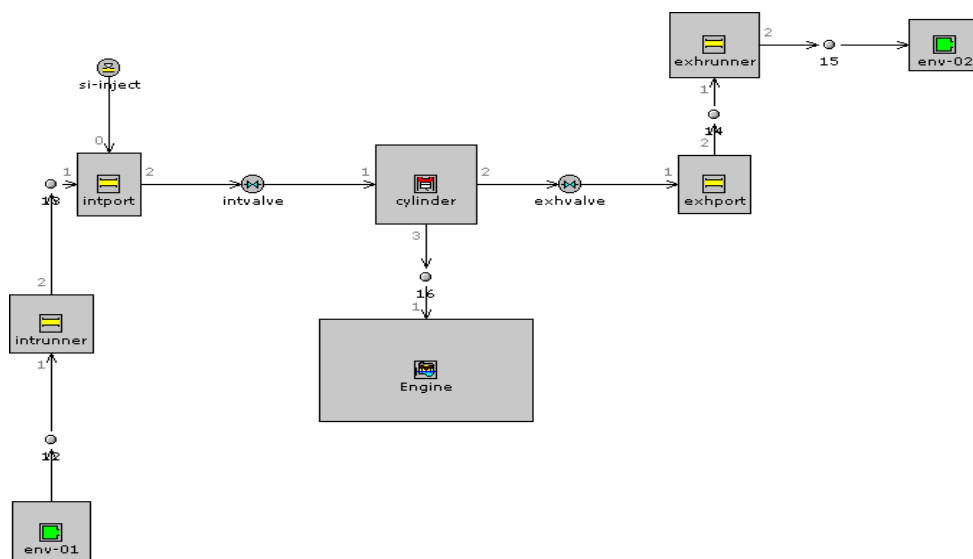 exhrunner
2
15
env-02
si-inject
1
14
0
2
1
2
1
2
1
13
intport
intvalve
cylinder
exhvalve
exhport
3
2
16
1
intrunner
1
Engine
12
env-01